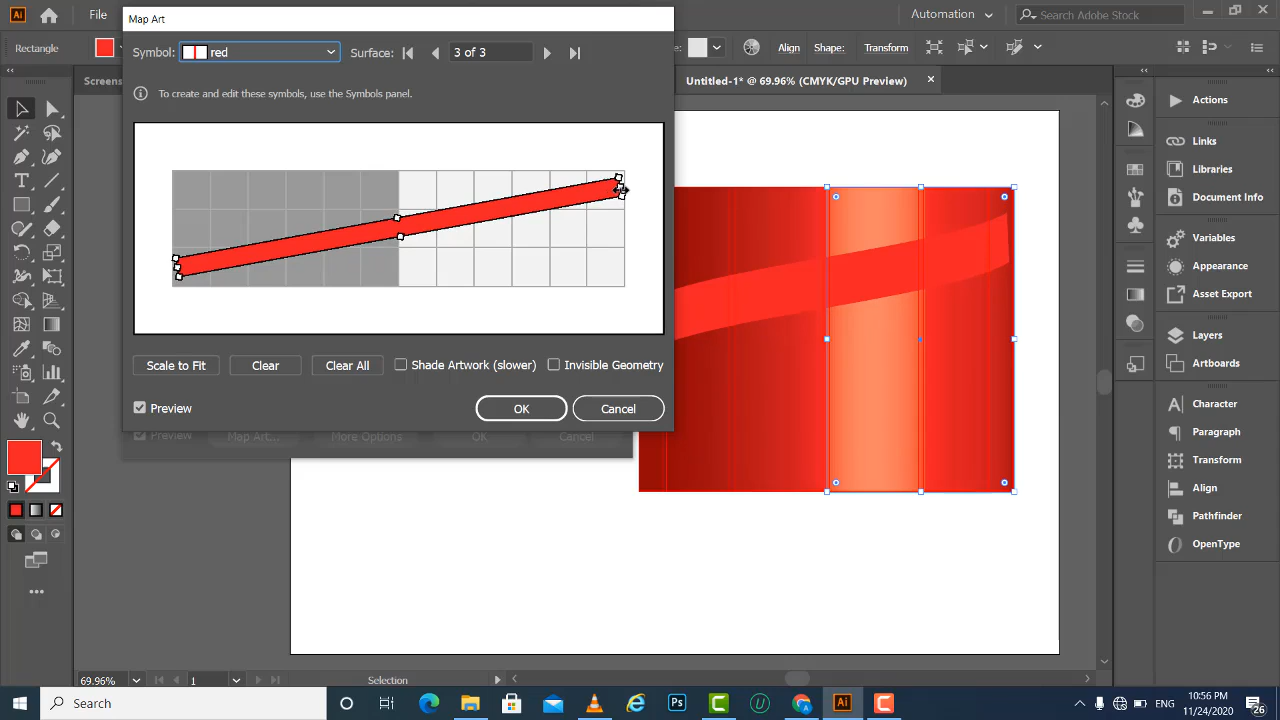 Ai
File
Map Art
Automation
Search Adobe Stock
Rectangle
Symbol: red Surface: 3 of 3
Align Shape: Transform
To create and edit these symbols, use the Symbols panel.
Screens
Untitled-1* @ 69.96% (CMYK/GPU Preview)
Actions
Links
Libraries
Document Info
Variables
Appearance
Asset Export
Layers
Artboards
Character
Paragraph
Transform
Align
Pathfinder
OpenType
Scale to Fit Clear Clear All Shade Artwork (slower) Invisible Geometry
Preview OK Cancel
Preview Map Art... More Options OK Cancel
69.96% 1 Selection
Search
Ps
Ai
ENG
10:56 PM
11/24/2020
26